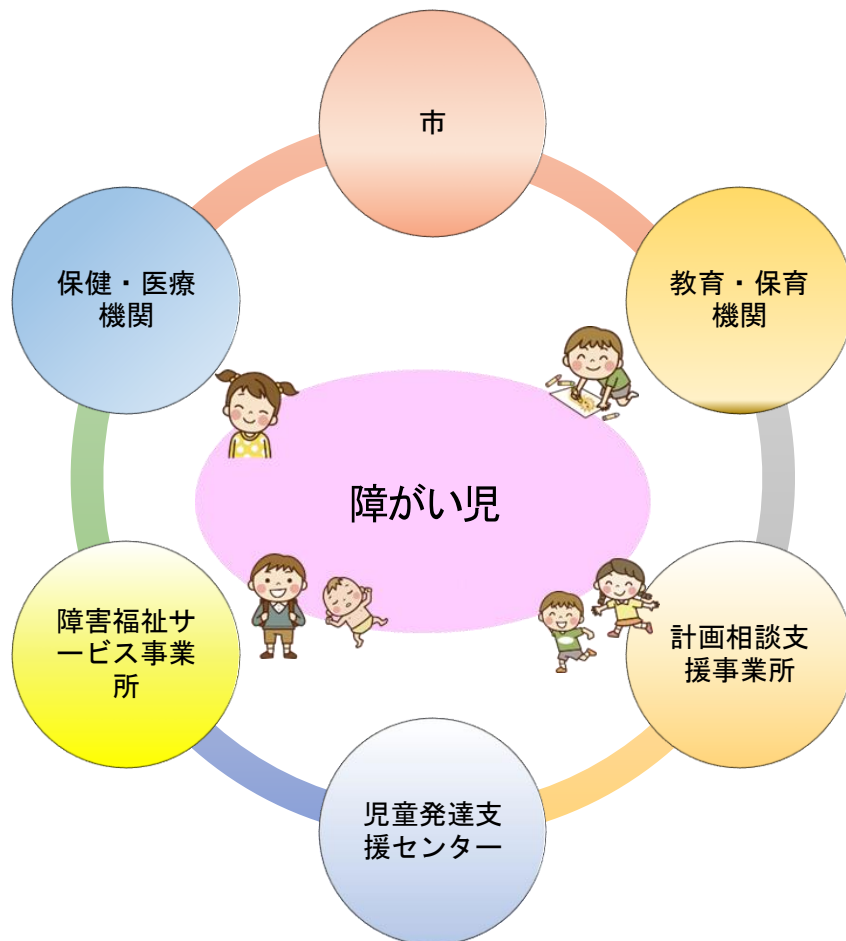 市
保健・医療
機関
教育・保育
機関
障がい児
障害福祉サ
ービス事業
所
計画相談支
援事業所
児童発達支
援センター